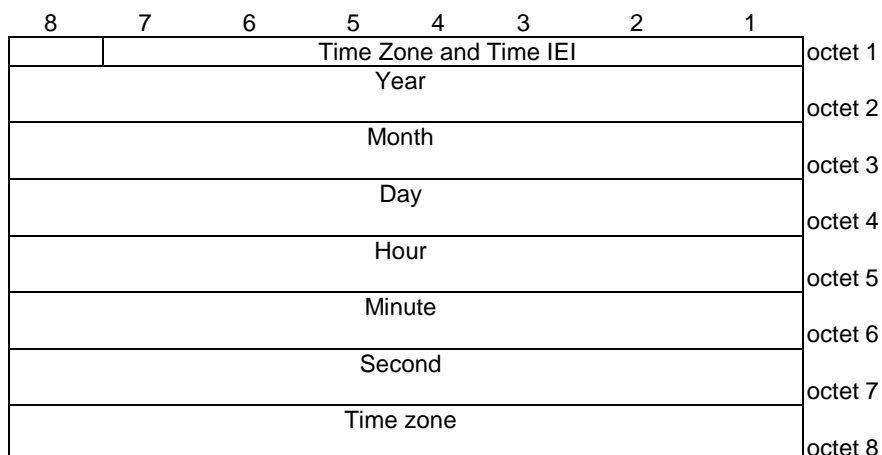 8 7 6 5 4 3 2 1
Time Zone and Time IEI octet 1
Year
octet 2
Month
octet 3
Day
octet 4
Hour
octet 5
Minute
octet 6
Second
octet 7
Time zone
octet 8